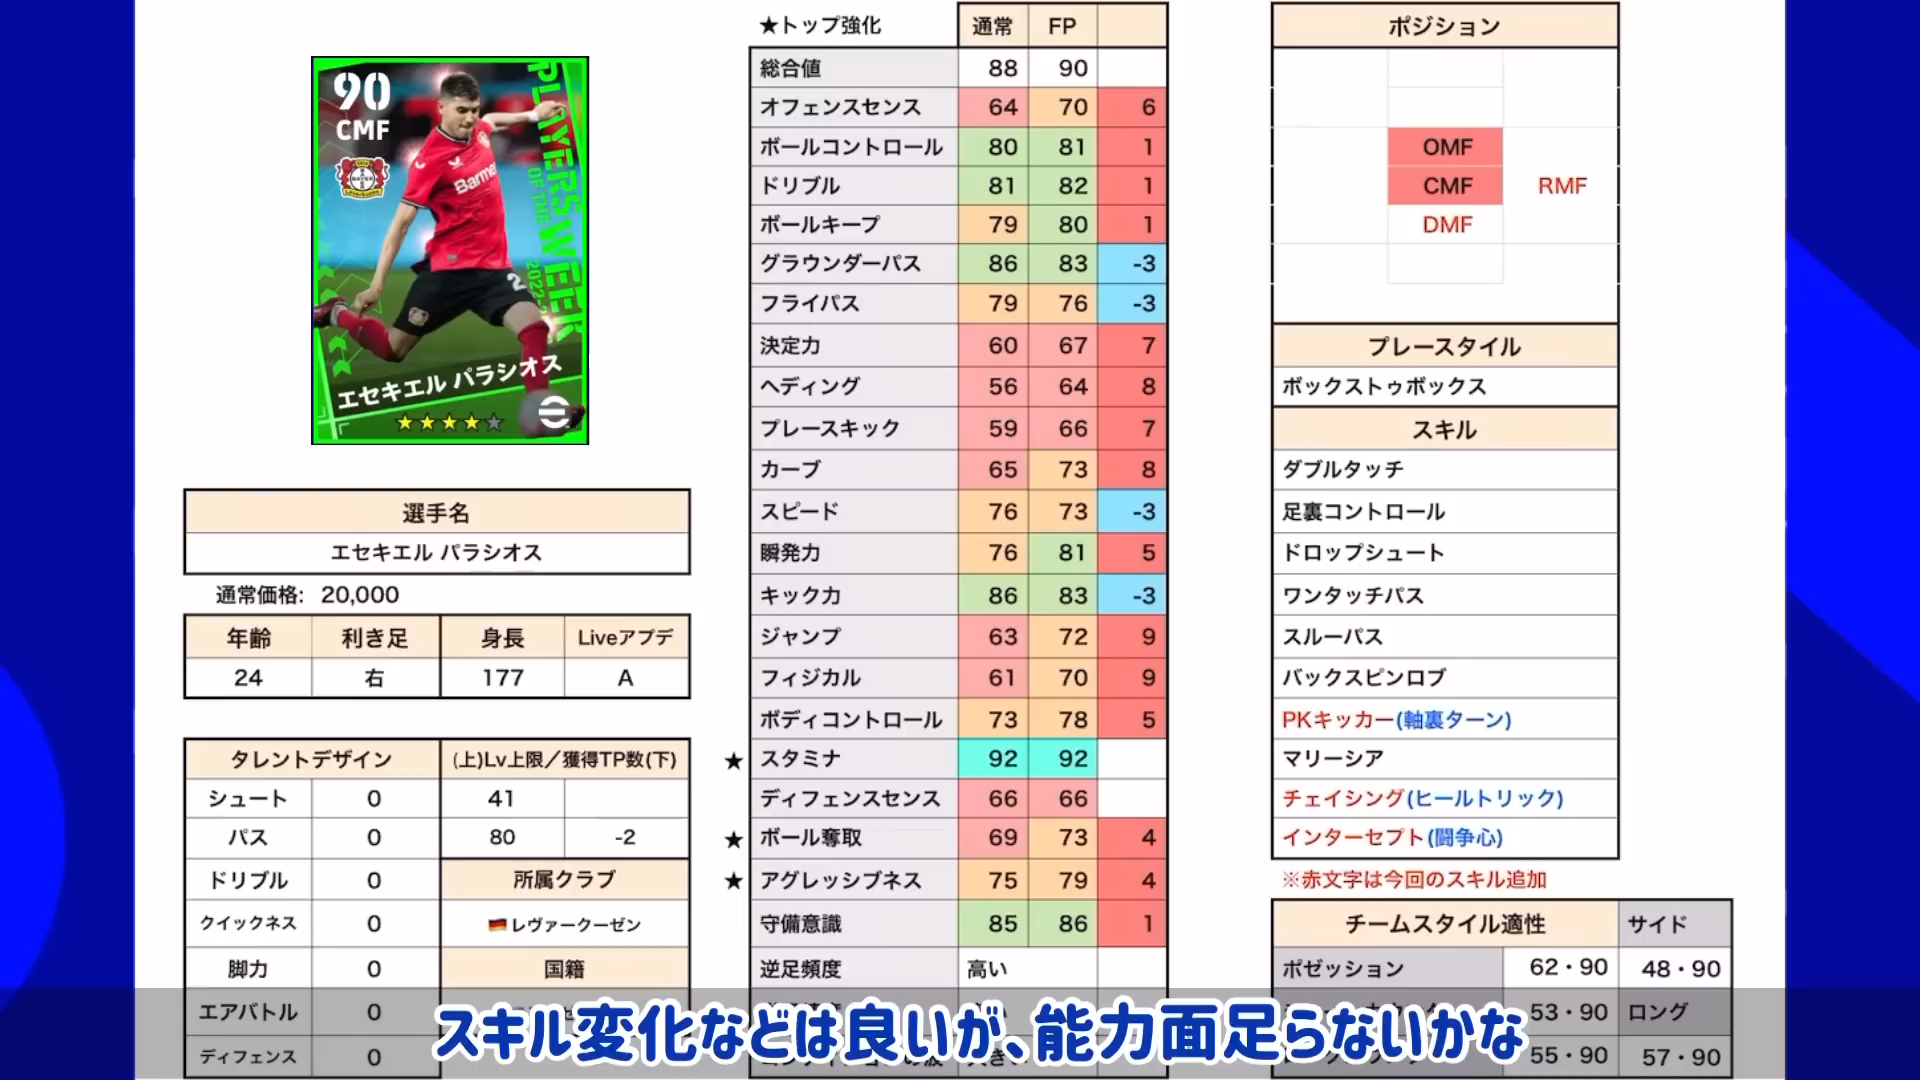 90
CMF
PLAYERS OF THE WEEK
Barme
2
エセキエル パラシオス
選手名
エセキエル パラシオス
通常価格: 20,000
年齢 利き足 身長 Liveアプデ
24 右 177 A
タレントデザイン (上)Lv上限/獲得TP数(下)
シュート 0 41
パス 0 80 -2
ドリブル 0 所属クラブ
クイックネス 0 レヴァークーゼン
脚力 0 国籍
エアバトル 0
ディフェンス 0
★トップ強化 通常 FP
総合値 88 90
オフェンスセンス 64 70 6
ボールコントロール 80 81 1
ドリブル 81 82 1
ボールキープ 79 80 1
グラウンダーパス 86 83 -3
フライパス 79 76 -3
決定力 60 67 7
ヘディング 56 64 8
プレースキック 59 66 7
カーブ 65 73 8
スピード 76 73 -3
瞬発力 76 81 5
キック力 86 83 -3
ジャンプ 63 72 9
フィジカル 61 70 9
ボディコントロール 73 78 5
★ スタミナ 92 92
ディフェンスセンス 66 66
★ ボール奪取 69 73 4
★ アグレッシブネス 75 79 4
守備意識 85 86 1
逆足頻度 高い
ポジション
OMF
CMF RMF
DMF
プレースタイル
ボックストゥボックス
スキル
ダブルタッチ
足裏コントロール
ドロップシュート
ワンタッチパス
スルーパス
バックスピンロブ
PKキッカー(軸裏ターン)
マリーシア
チェイシング(ヒールトリック)
インターセプト(闘争心)
※赤文字は今回のスキル追加
チームスタイル適性 サイド
ポゼッション 62・90 48・90
53・90 ロング
55・90 57・90
スキル変化などは良いが、能力面足らないかな